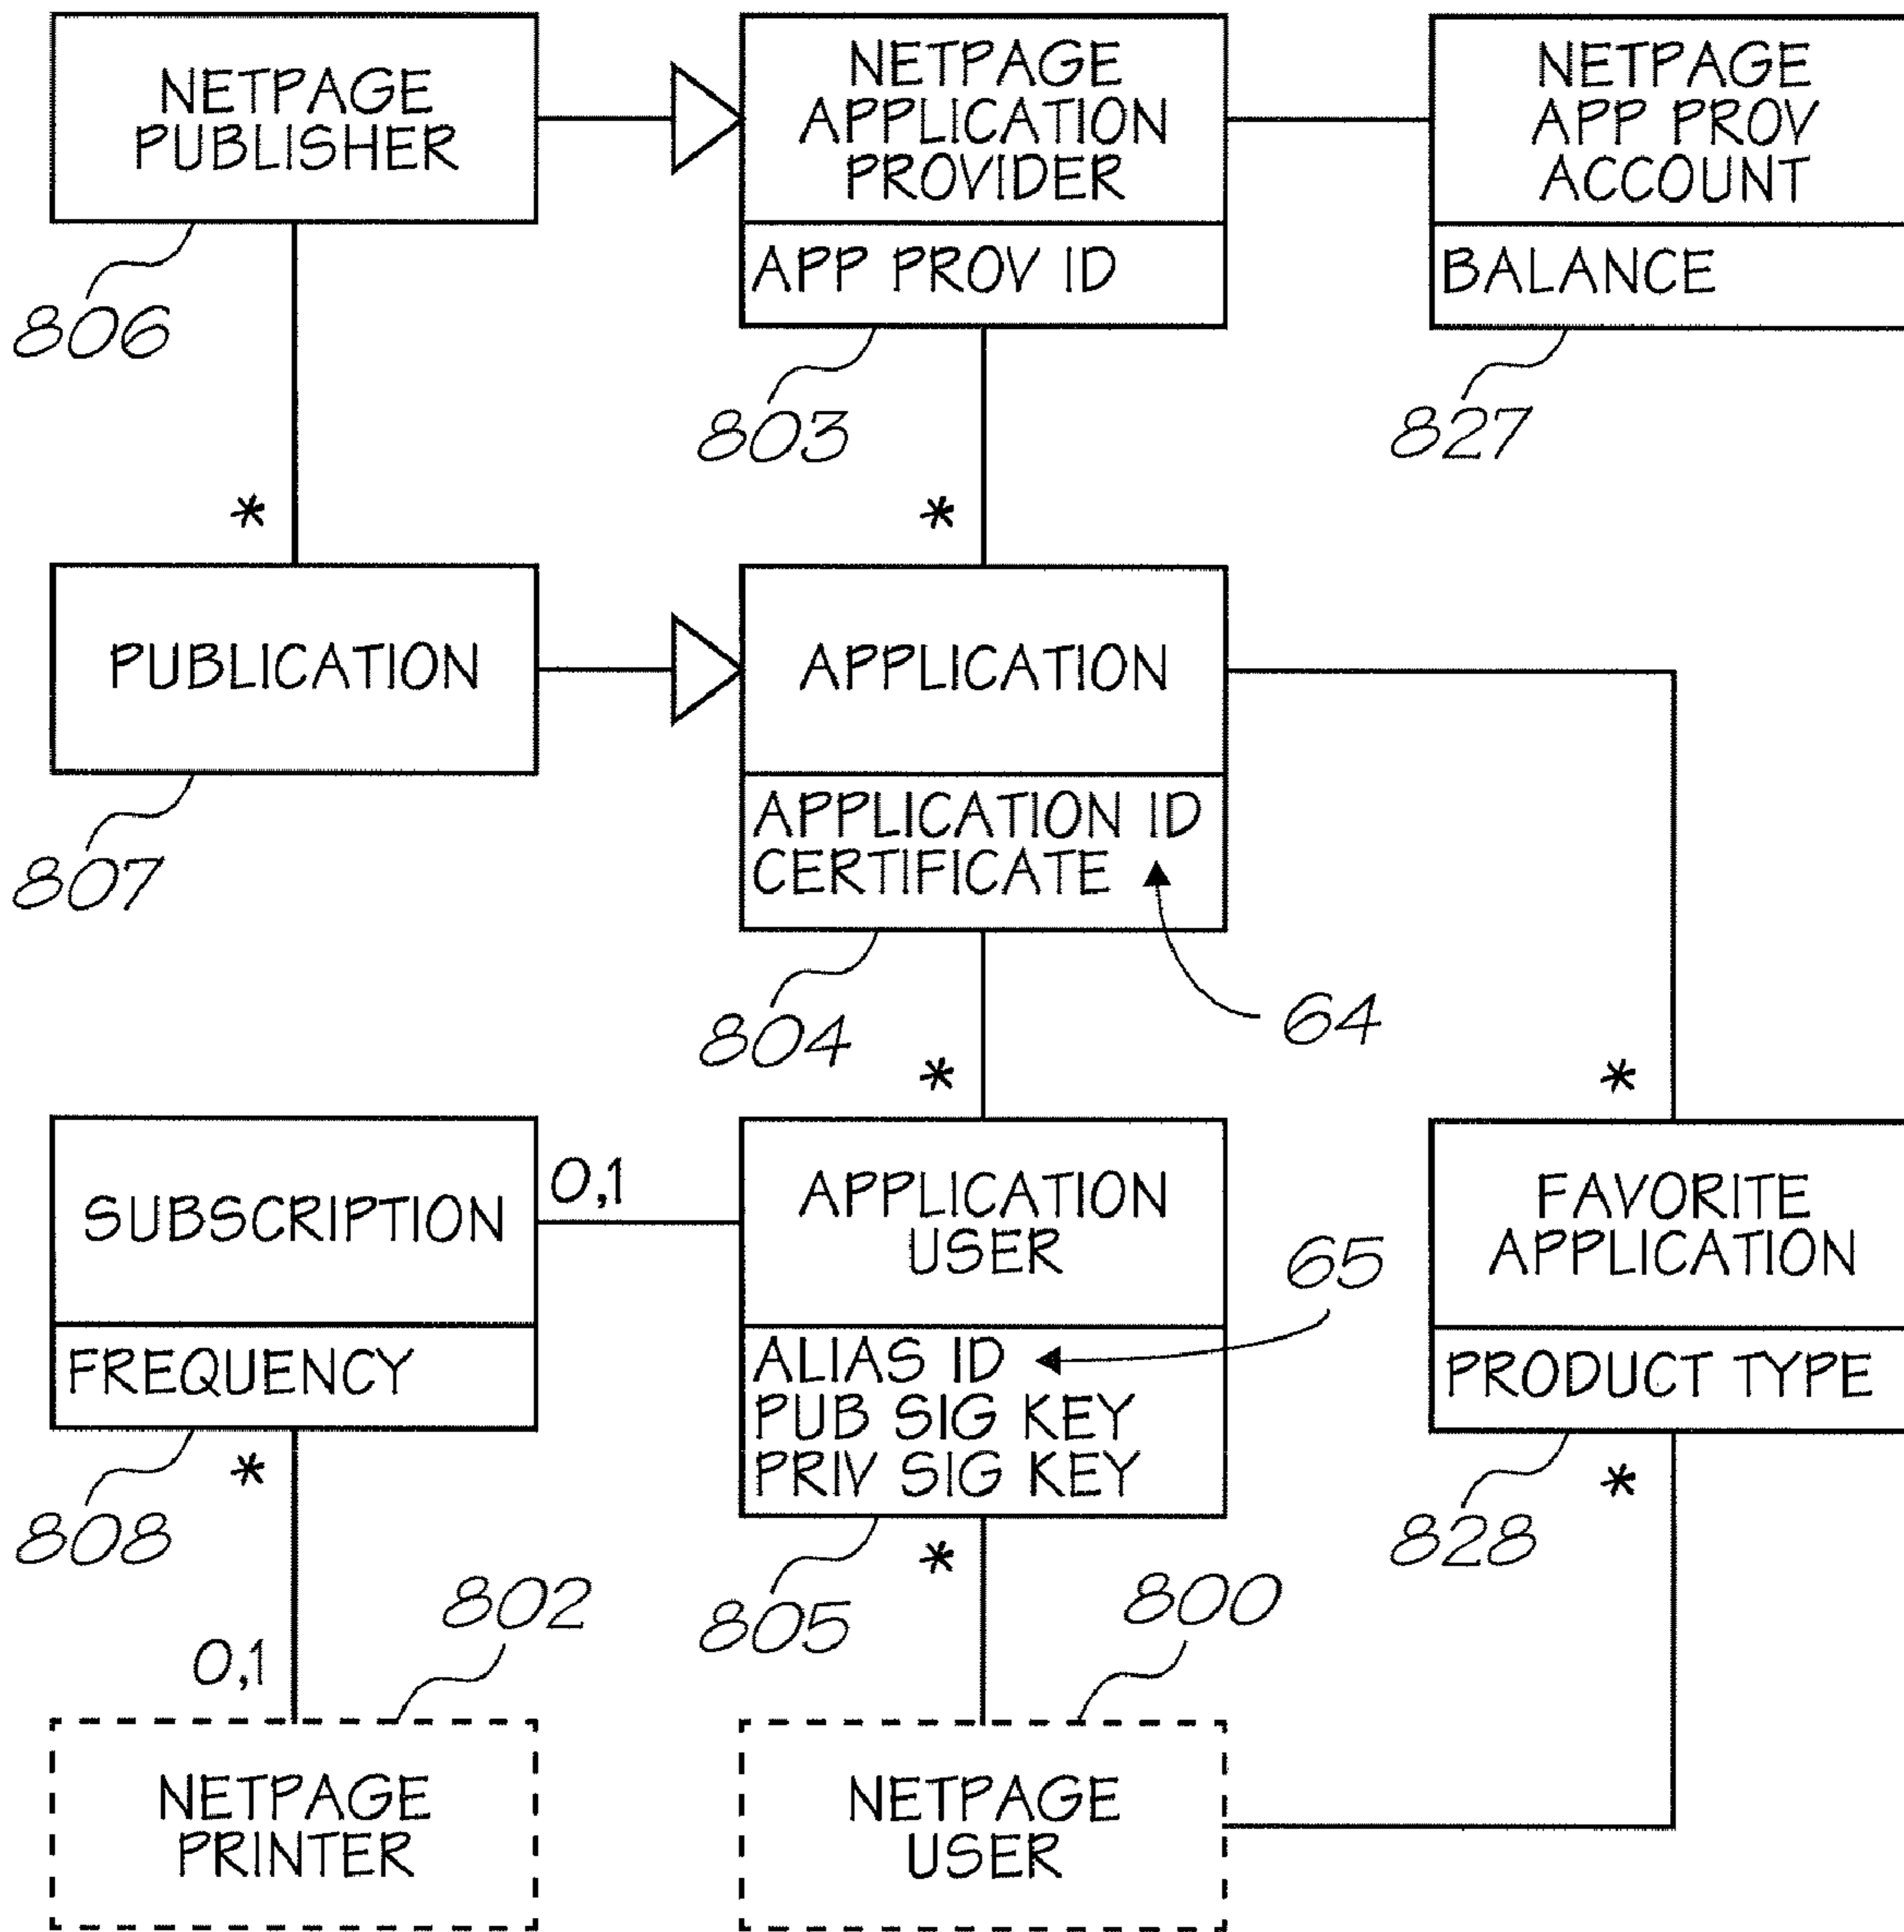 NETPAGE
PUBLISHER
NETPAGE
APPLICATION
PROVIDER
APP PROV ID
NETPAGE
APP PROV
ACCOUNT
BALANCE
806
803
827
*
*
PUBLICATION
APPLICATION
APPLICATION ID
CERTIFICATE
807
804
64
*
*
SUBSCRIPTION
FREQUENCY
0,1
APPLICATION
USER
ALIAS ID
PUB SIG KEY
PRIV SIG KEY
65
FAVORITE
APPLICATION
PRODUCT TYPE
808
*
805
*
828
*
802
800
0,1
NETPAGE
PRINTER
NETPAGE
USER